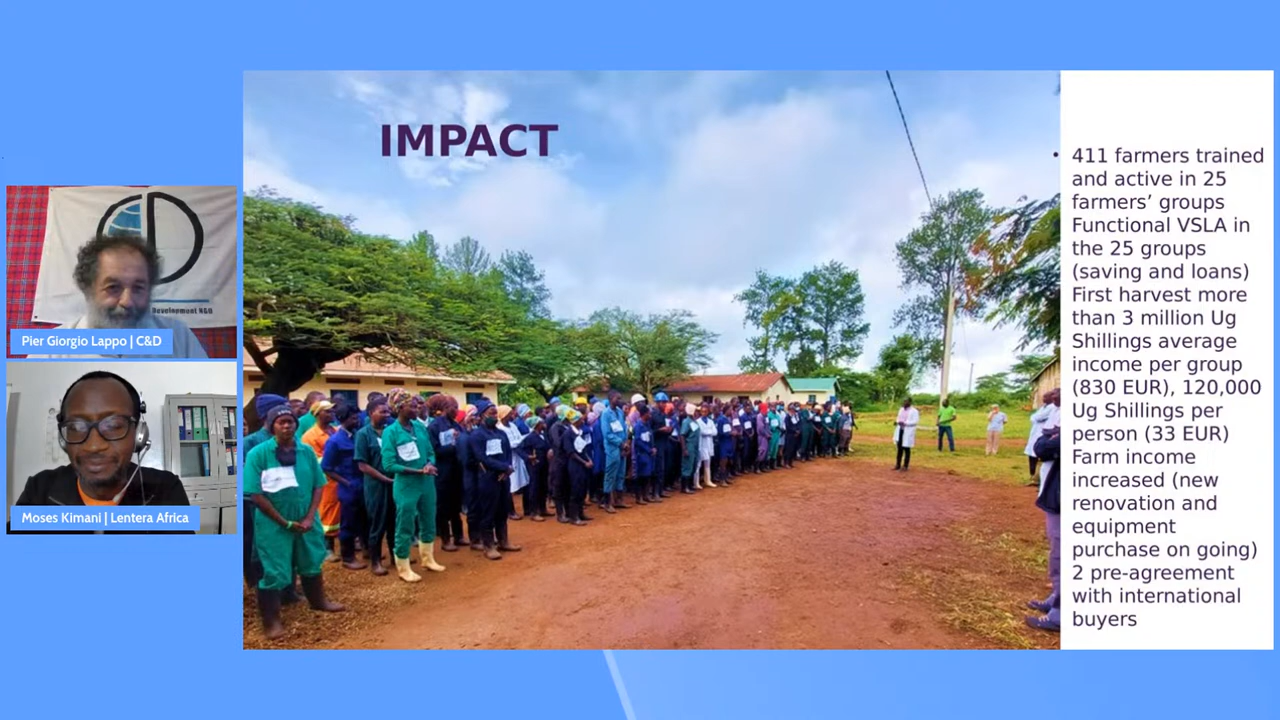 IMPACT
• 411 farmers trained
and active in 25
farmers’ groups
Functional VSLA in
the 25 groups
(saving and loans)
First harvest more
than 3 million Ug
Shillings average
income per group
(830 EUR), 120,000
Ug Shillings per
person (33 EUR)
Farm income
increased (new
renovation and
equipment
purchase on going)
2 pre-agreement
with international
buyers
Development NGO
Pier Giorgio Lappo | C&D
Moses Kimani | Lentera Africa